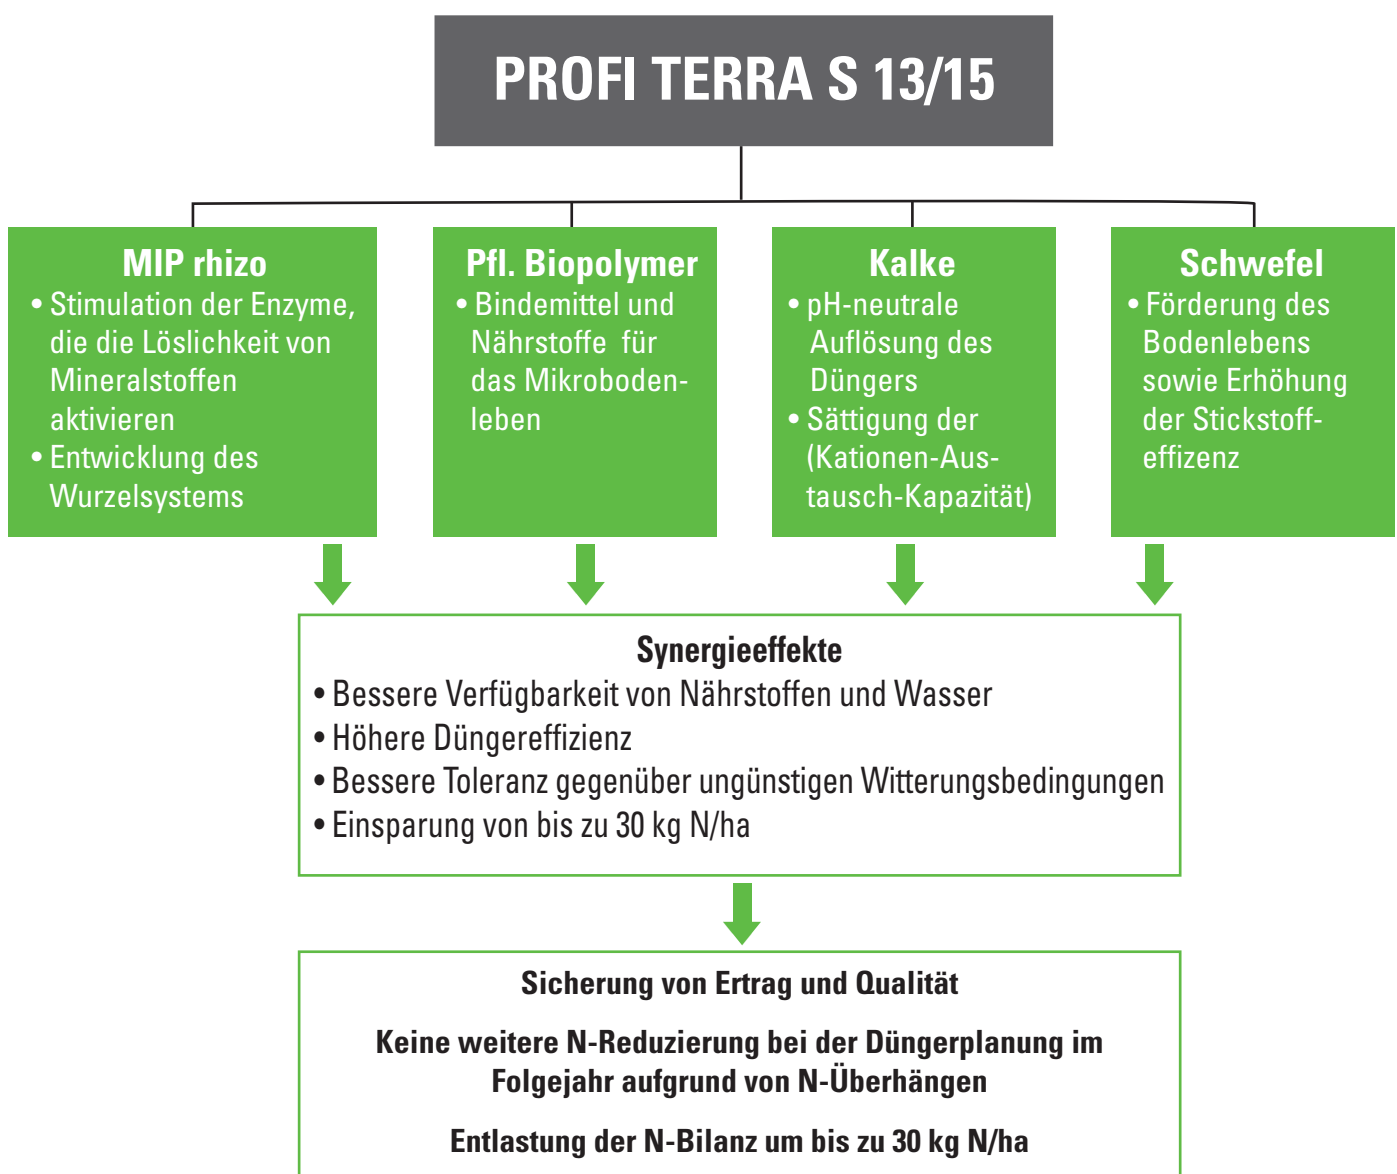 PROFI TERRA S 13/15
MIP rhizo
• Stimulation der Enzyme,
die die Löslichkeit von
Mineralstoffen
aktivieren
• Entwicklung des
Wurzelsystems
Pfl. Biopolymer
• Bindemittel und
Nährstoffe für
das Mikroboden-
leben
Kalke
• pH-neutrale
Auflösung des
Düngers
• Sättigung der
(Kationen-Aus-
tausch-Kapazität)
Schwefel
• Förderung des
Bodenlebens
sowie Erhöhung
der Stickstoff-
effizenz
Synergieeffekte
• Bessere Verfügbarkeit von Nährstoffen und Wasser
• Höhere Düngereffizienz
• Bessere Toleranz gegenüber ungünstigen Witterungsbedingungen
• Einsparung von bis zu 30 kg N/ha
Sicherung von Ertrag und Qualität
Keine weitere N-Reduzierung bei der Düngerplanung im
Folgejahr aufgrund von N-Überhängen
Entlastung der N-Bilanz um bis zu 30 kg N/ha